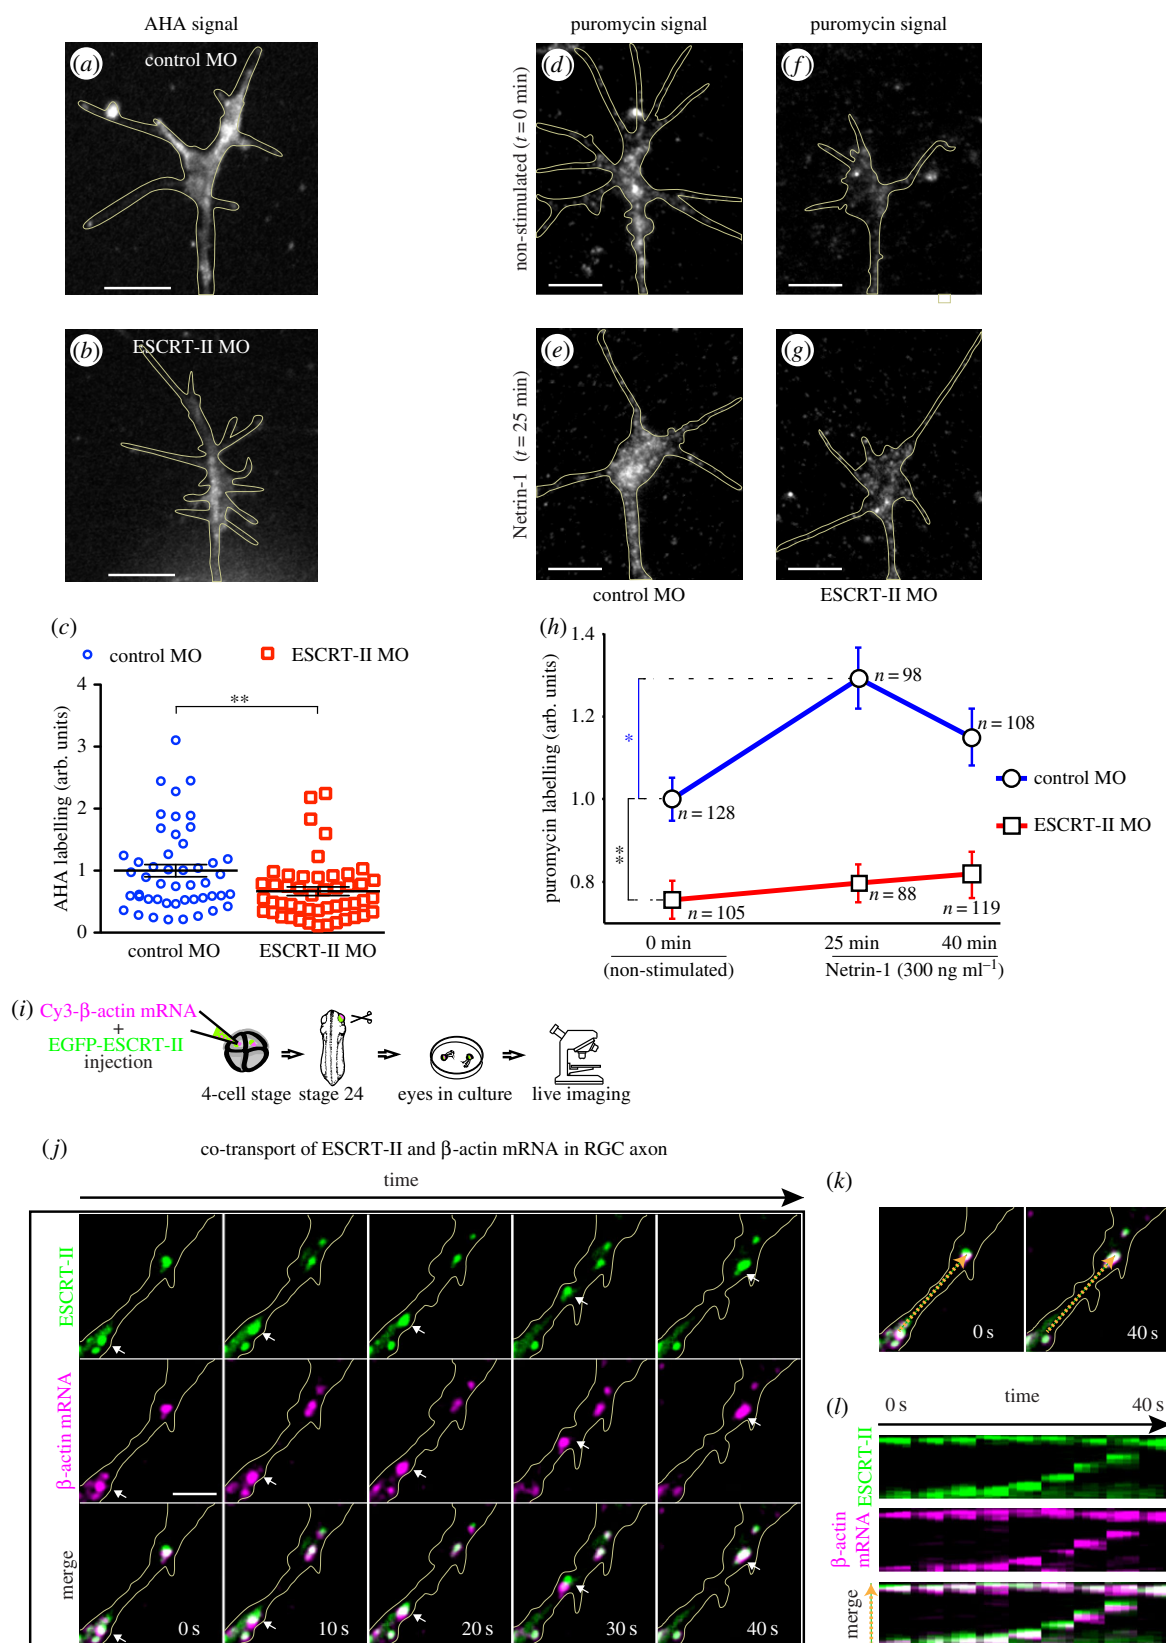 AHA signal
puromycin signal
puromycin signal
(a)
control MO
(d)
(f)
non-stimulated (t = 0 min)
(b)
ESCRT-II MO
(e)
(g)
Netrin-1 (t = 25 min)
control MO
ESCRT-II MO
(c)
control MO
ESCRT-II MO
AHA labelling (arb. units)
4
3
2
1
0
**
control MO
ESCRT-II MO
(h)
puromycin labelling (arb. units)
1.4
1.2
1.0
0.8
*
**
n = 98
n = 108
n = 128
n = 105
n = 88
n = 119
control MO
ESCRT-II MO
0 min
25 min
40 min
(non-stimulated)
Netrin-1 (300 ng ml⁻¹)
(i)
Cy3-β-actin mRNA
+
EGFP-ESCRT-II
injection
4-cell stage
stage 24
eyes in culture
live imaging
(j)
co-transport of ESCRT-II and β-actin mRNA in RGC axon
time
ESCRT-II
β-actin mRNA
merge
0 s
10 s
20 s
30 s
40 s
(k)
0 s
40 s
(l)
0 s
time
40 s
ESCRT-II
β-actin
mRNA
merge